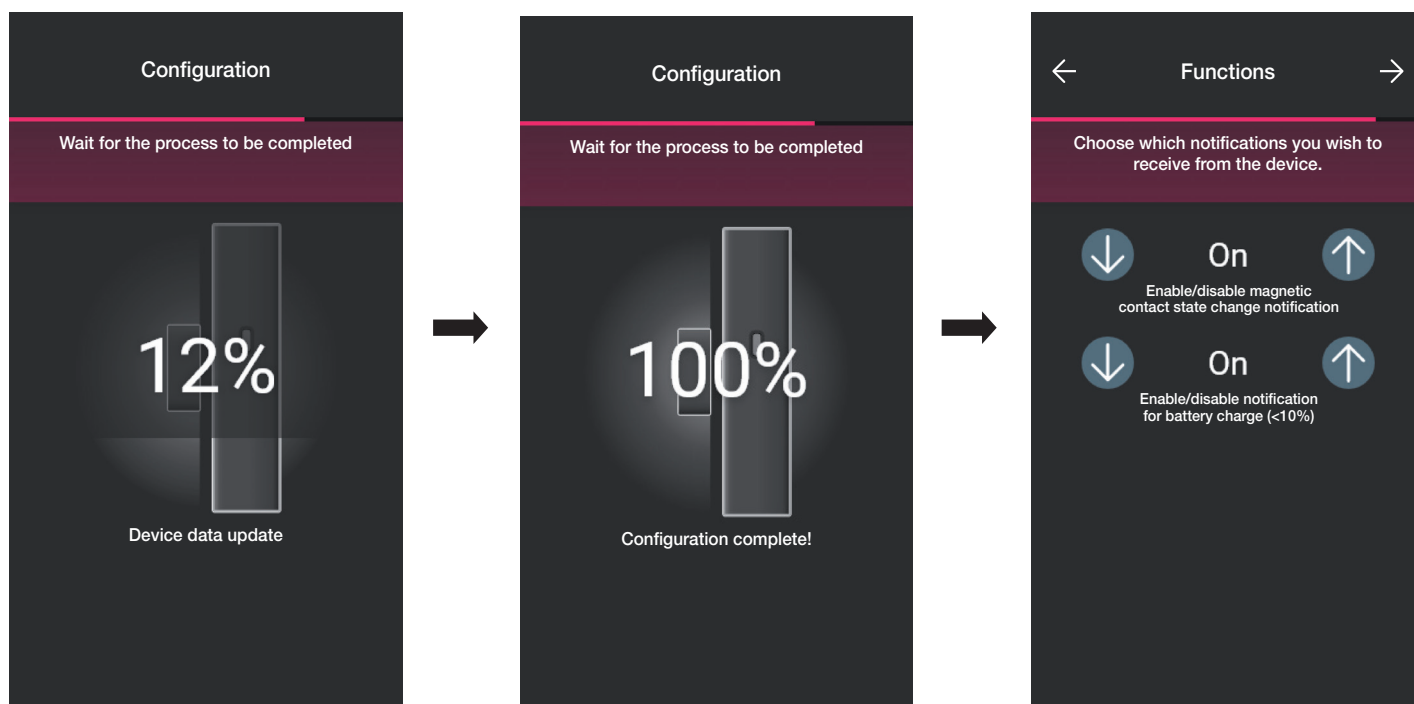 Configuration
Wait for the process to be completed
12%
Device data update
Configuration
Wait for the process to be completed
100%
Configuration complete!
Functions
Choose which notifications you wish to
receive from the device.
On
Enable/disable magnetic
contact state change notification
On
Enable/disable notification
for battery charge (<10%)